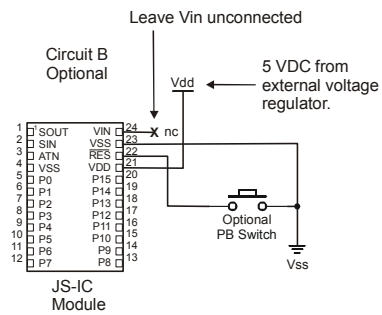 Leave Vin unconnected
Circuit B
Optional
Vdd
5 VDC from
external voltage
regulator.
1 SOUT VIN 24 X nc
2 SIN VSS 23
3 ATN RES 22
4 VSS VDD 21
5 P0 P15 20
6 P1 P14 19
7 P2 P13 18
8 P3 P12 17
9 P4 P11 16
10 P5 P10 15
11 P6 P9 14
12 P7 P8 13
Optional
PB Switch
Vss
JS-IC
Module